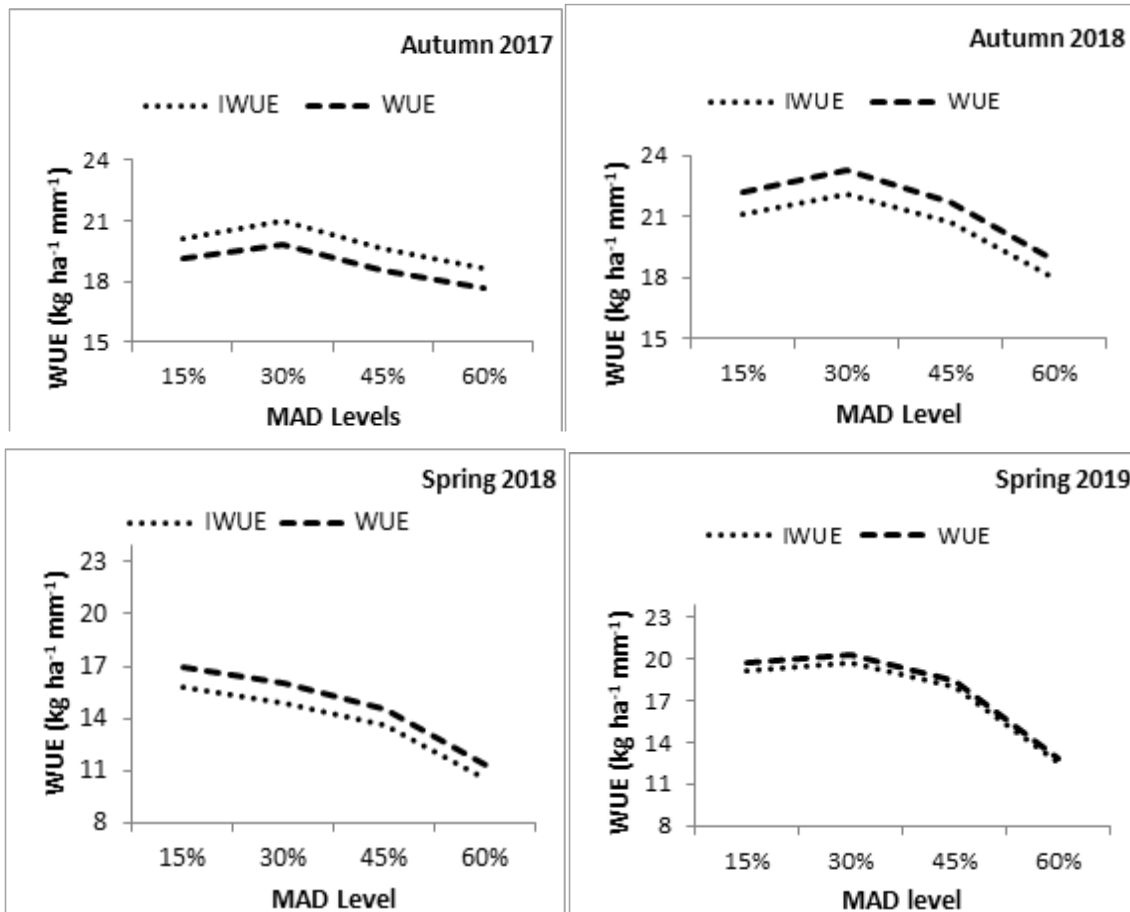 Autumn 2017
IWUE WUE
WUE (kg ha⁻¹ mm⁻¹)
24
21
18
15
15% 30% 45% 60%
MAD Levels
Autumn 2018
IWUE WUE
WUE (kg ha⁻¹ mm⁻¹)
24
21
18
15
15% 30% 45% 60%
MAD Level
Spring 2018
IWUE WUE
WUE (kg ha⁻¹ mm⁻¹)
23
20
17
14
11
8
15% 30% 45% 60%
MAD Level
Spring 2019
IWUE WUE
WUE (kg ha⁻¹ mm⁻¹)
23
20
17
14
11
8
15% 30% 45% 60%
MAD level